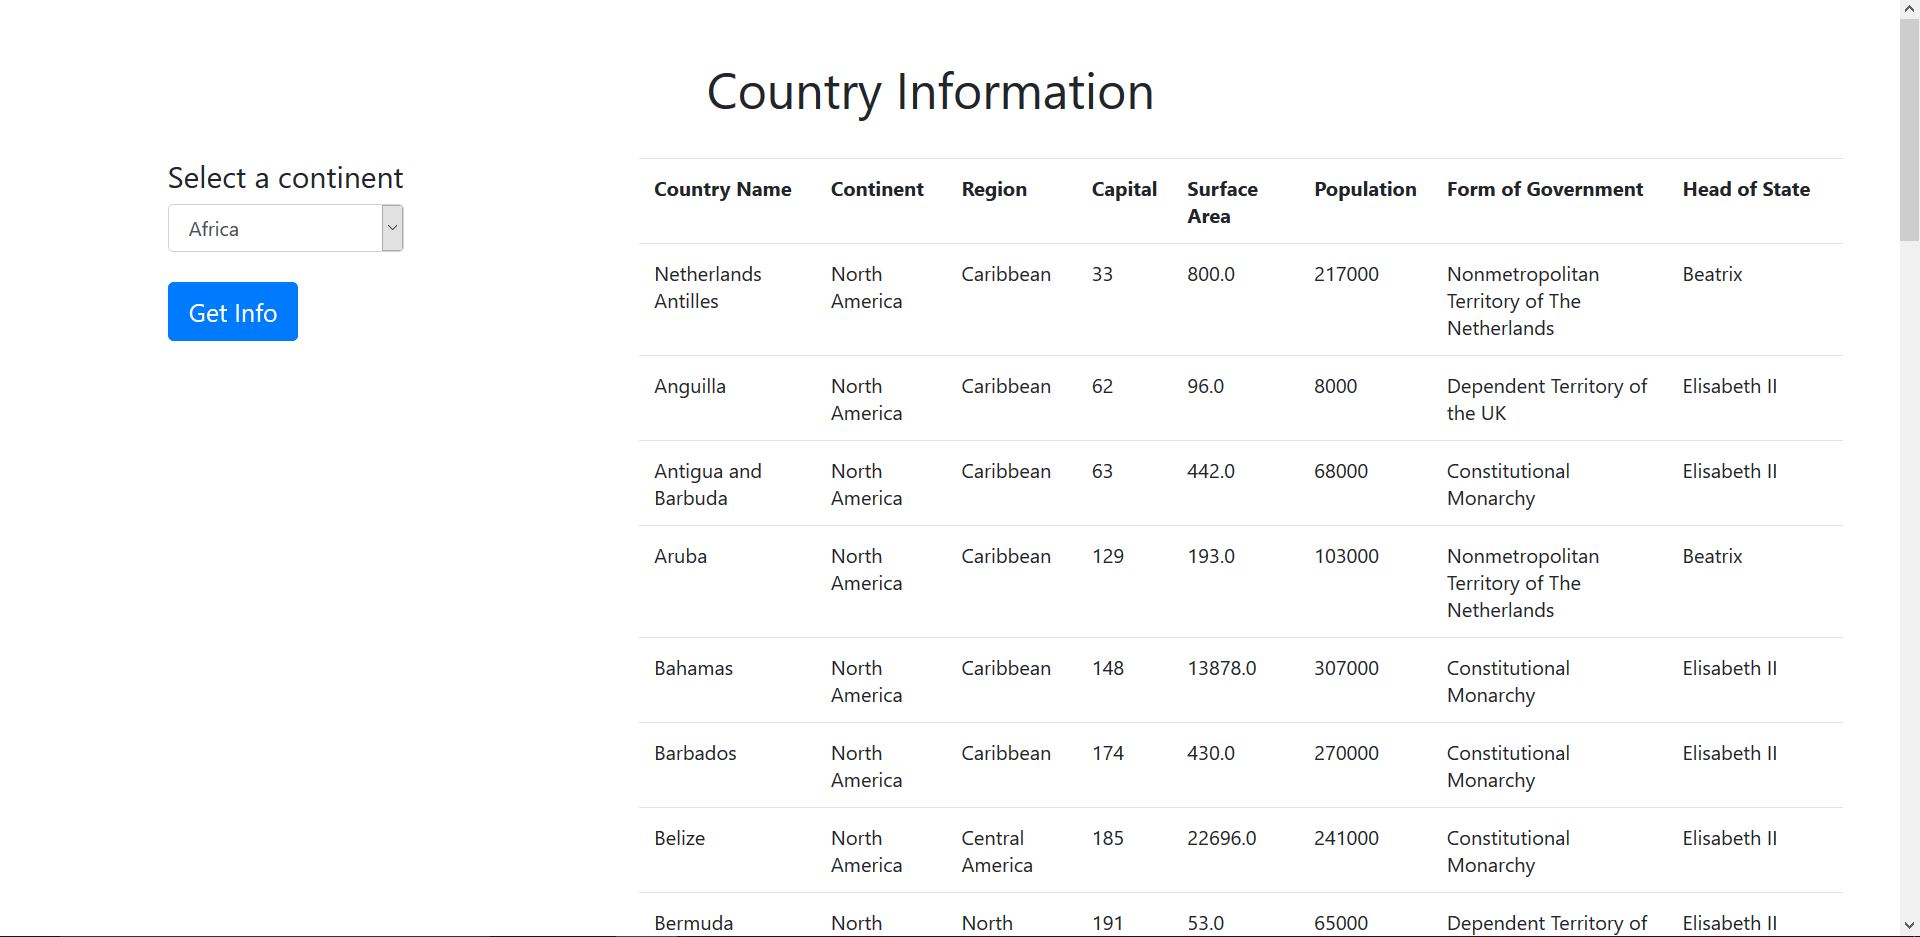 Country Information
Select a continent
Africa
Get Info
Country Name Continent Region Capital Surface Area Population Form of Government Head of State
Netherlands Antilles North America Caribbean 33 800.0 217000 Nonmetropolitan Territory of The Netherlands Beatrix
Anguilla North America Caribbean 62 96.0 8000 Dependent Territory of the UK Elisabeth II
Antigua and Barbuda North America Caribbean 63 442.0 68000 Constitutional Monarchy Elisabeth II
Aruba North America Caribbean 129 193.0 103000 Nonmetropolitan Territory of The Netherlands Beatrix
Bahamas North America Caribbean 148 13878.0 307000 Constitutional Monarchy Elisabeth II
Barbados North America Caribbean 174 430.0 270000 Constitutional Monarchy Elisabeth II
Belize North America Central America 185 22696.0 241000 Constitutional Monarchy Elisabeth II
Bermuda North North 191 53.0 65000 Dependent Territory of Elisabeth II